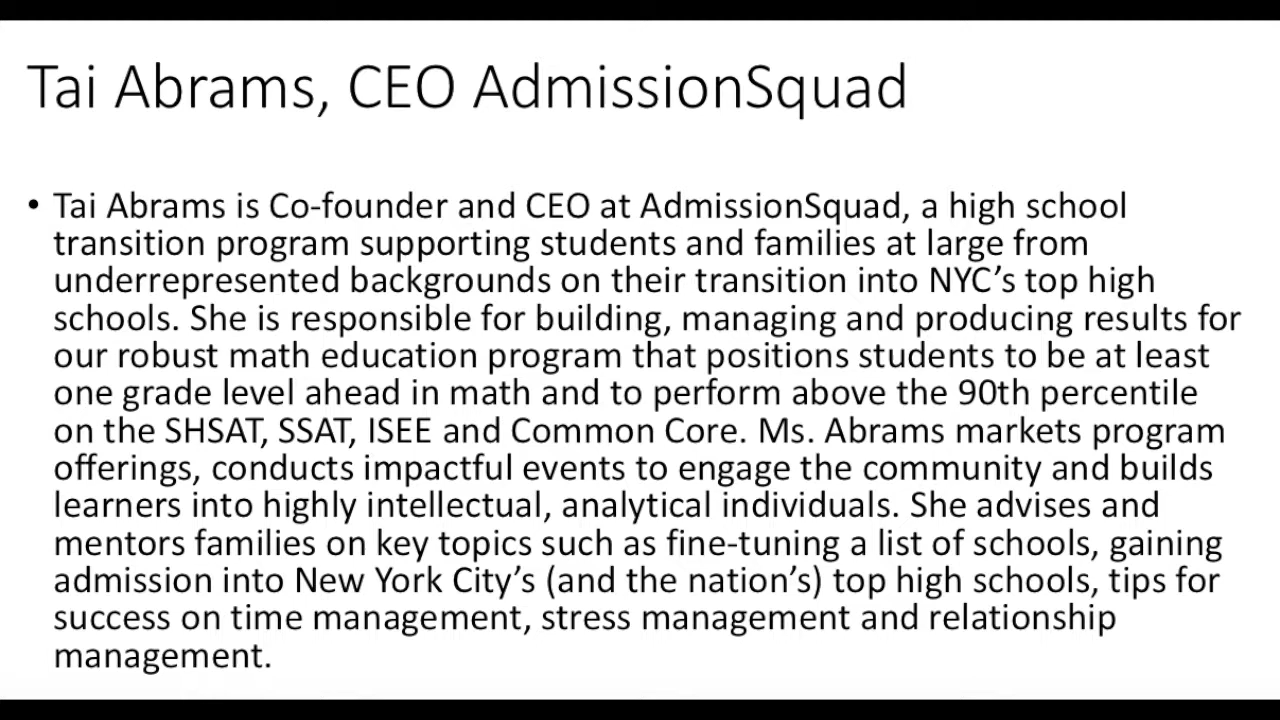 Tai Abrams, CEO AdmissionSquad
• Tai Abrams is Co-founder and CEO at AdmissionSquad, a high school
transition program supporting students and families at large from
underrepresented backgrounds on their transition into NYC’s top high
schools. She is responsible for building, managing and producing results for
our robust math education program that positions students to be at least
one grade level ahead in math and to perform above the 90th percentile
on the SHSAT, SSAT, ISEE and Common Core. Ms. Abrams markets program
offerings, conducts impactful events to engage the community and builds
learners into highly intellectual, analytical individuals. She advises and
mentors families on key topics such as fine-tuning a list of schools, gaining
admission into New York City’s (and the nation’s) top high schools, tips for
success on time management, stress management and relationship
management.